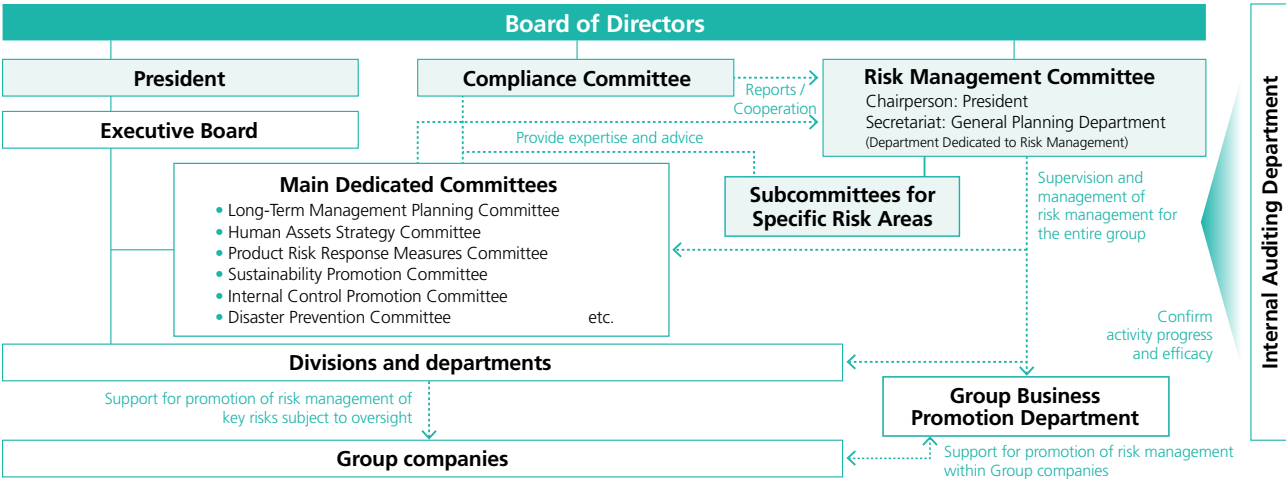 Board of Directors
President
Executive Board
Compliance Committee
Reports /
Cooperation
Risk Management Committee
Chairperson: President
Secretariat: General Planning Department
(Department Dedicated to Risk Management)
Provide expertise and advice
Main Dedicated Committees
• Long-Term Management Planning Committee
• Human Assets Strategy Committee
• Product Risk Response Measures Committee
• Sustainability Promotion Committee
• Internal Control Promotion Committee
• Disaster Prevention Committee etc.
Subcommittees for
Specific Risk Areas
Supervision and
management of
risk management for
the entire group
Internal Auditing Department
Confirm
activity progress
and efficacy
Divisions and departments
Support for promotion of risk management of
key risks subject to oversight
Group Business
Promotion Department
Group companies
Support for promotion of risk management
within Group companies